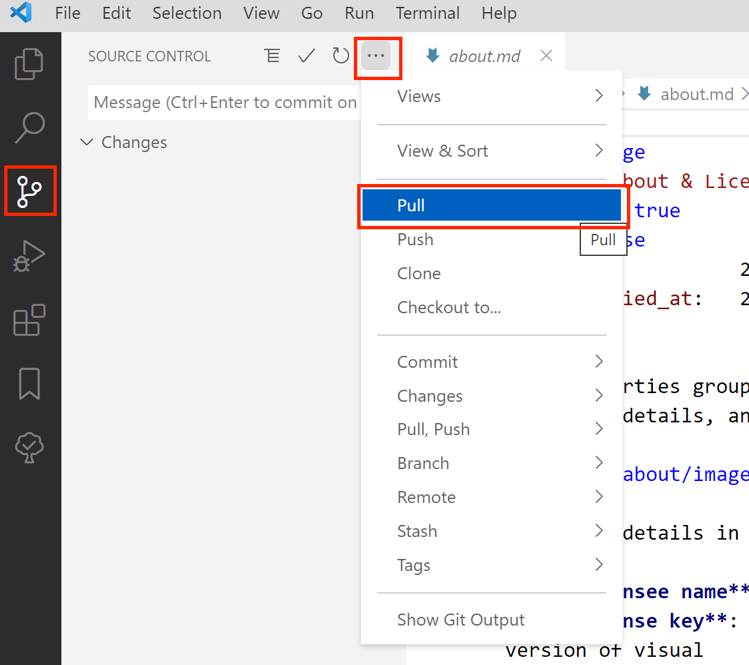 File Edit Selection View Go Run Terminal Help
SOURCE CONTROL
about.md
Message (Ctrl+Enter to commit on
about.md
Changes
Views
View & Sort
Pull
Push
Pull
Clone
Checkout to...
Commit
Changes
Pull, Push
Branch
Remote
Stash
Tags
Show Git Output
ge
bout & Lice
true
se
2
ied_at: 2
rties group
details, an
about/image
details in
nsee name**
nse key**:
version of visual